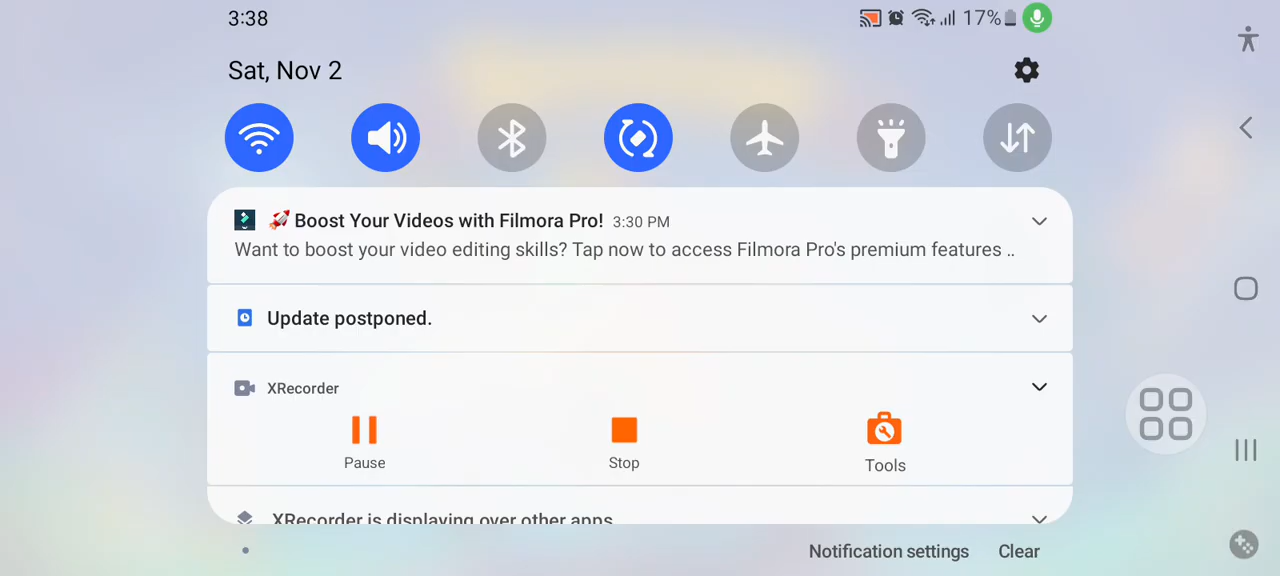 3:38
17%
Sat, Nov 2
🚀 Boost Your Videos with Filmora Pro! 3:30 PM
Want to boost your video editing skills? Tap now to access Filmora Pro's premium features ..
Update postponed.
XRecorder
Pause Stop Tools
XRecorder is displaying over other apps
Notification settings Clear